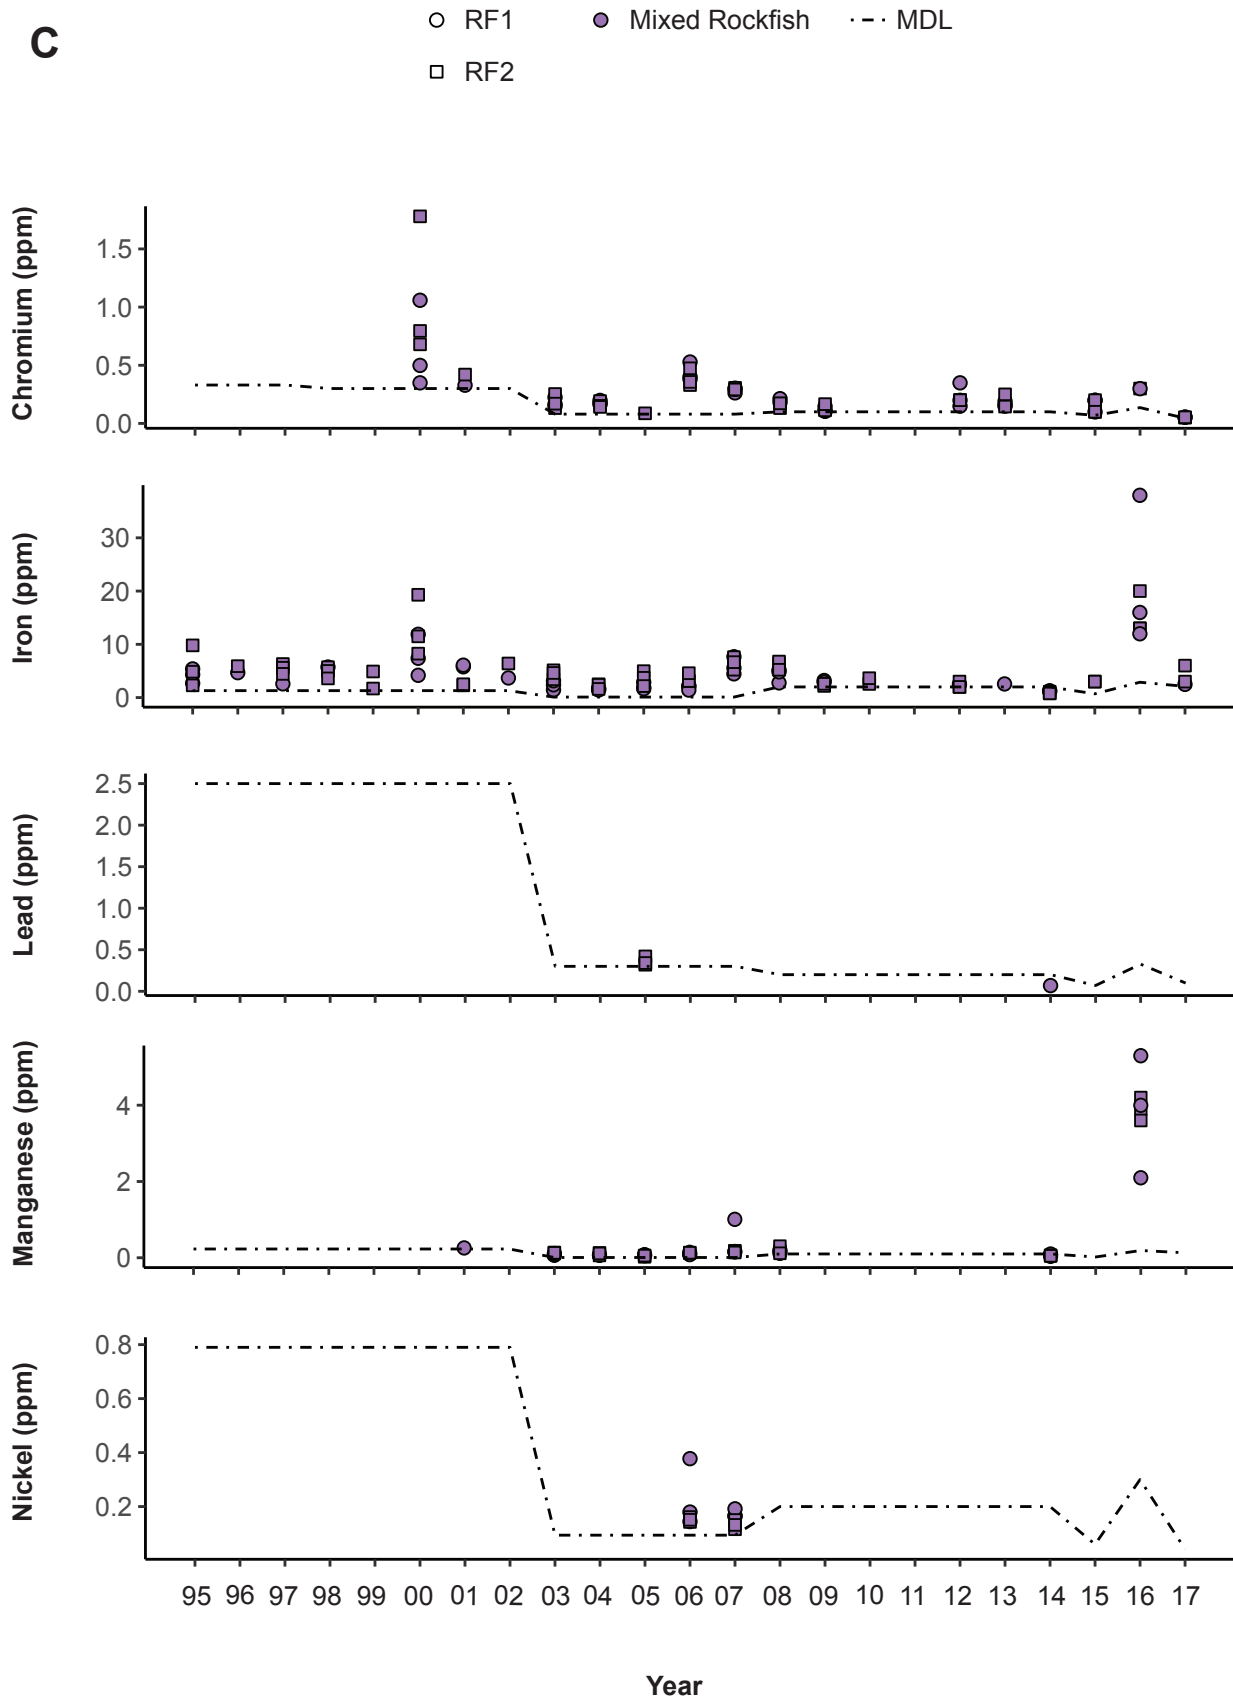 C
RF1 Mixed Rockfish MDL
RF2
Chromium (ppm)
1.5
1.0
0.5
0.0
Iron (ppm)
30
20
10
0
Lead (ppm)
2.5
2.0
1.5
1.0
0.5
0.0
Manganese (ppm)
4
2
0
Nickel (ppm)
0.8
0.6
0.4
0.2
95 96 97 98 99 00 01 02 03 04 05 06 07 08 09 10 11 12 13 14 15 16 17
Year